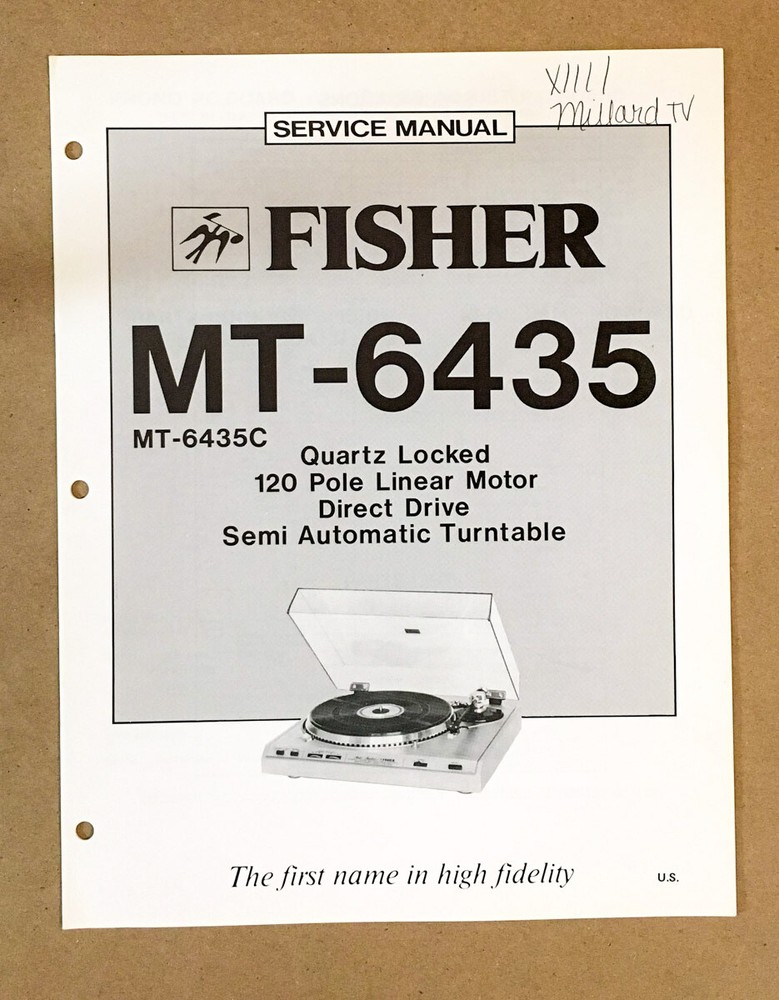 XIIII
Millard TV
SERVICE MANUAL
FISHER
MT-6435
MT-6435C
Quartz Locked
120 Pole Linear Motor
Direct Drive
Semi Automatic Turntable
The first name in high fidelity
U.S.